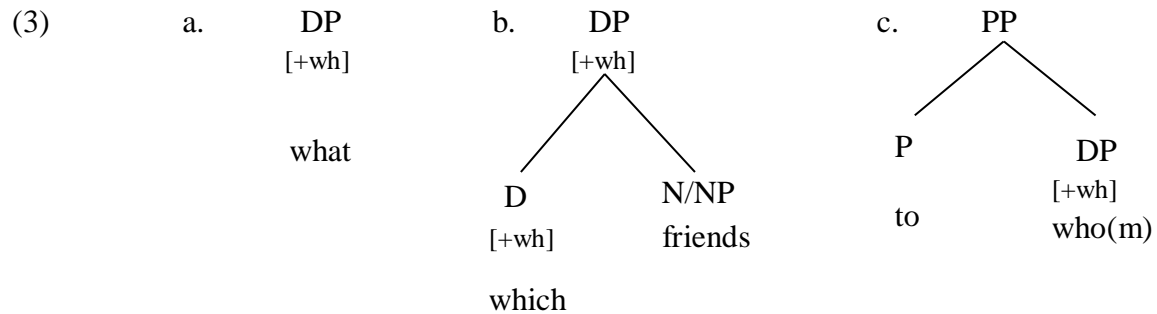 (3) a. DP b. DP c. PP
[+wh] [+wh]
what P DP
D N/NP [+wh]
to who(m)
[+wh] friends
which